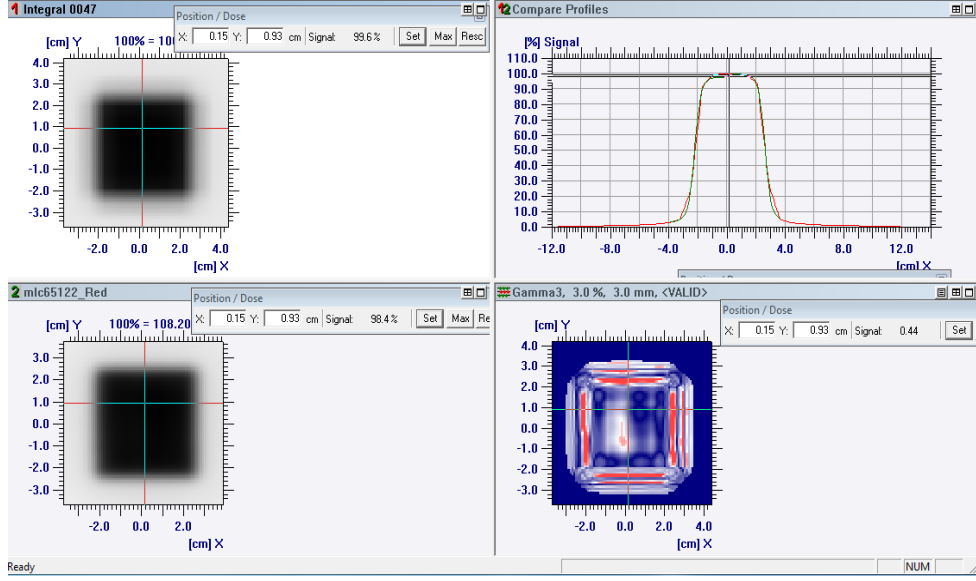 1 Integral 0047
Position / Dose
X: 0.15 Y: 0.93 cm Signal: 99.6 % Set Max Resc
[cm] Y 100% = 10
4.0
3.0
2.0
1.0
0.0
-1.0
-2.0
-3.0
-2.0 0.0 2.0 4.0
[cm] X
12 Compare Profiles
[%] Signal
110.0
100.0
90.0
80.0
70.0
60.0
50.0
40.0
30.0
20.0
10.0
0.0
-12.0 -8.0 -4.0 0.0 4.0 8.0 12.0
[cm] X
2 mlc65122_Red
Position / Dose
X: 0.15 Y: 0.93 cm Signal: 98.4 % Set Max Re
[cm] Y 100% = 108.20
3.0
2.0
1.0
0.0
-1.0
-2.0
-3.0
-2.0 0.0 2.0
[cm] X
Gamma3, 3.0 %, 3.0 mm, <VALID>
Position / Dose
X: 0.15 Y: 0.93 cm Signal: 0.44 Set
[cm] Y
4.0
3.0
2.0
1.0
0.0
-1.0
-2.0
-3.0
-2.0 0.0 2.0 4.0
[cm] X
Ready
NUM